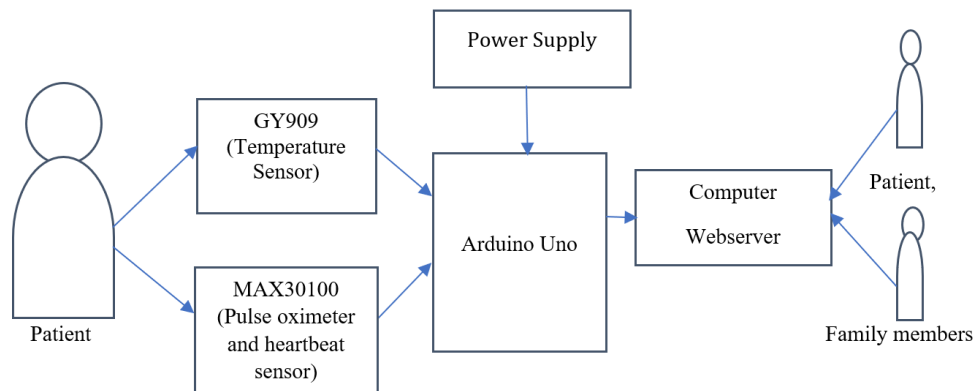 Power Supply
GY909
(Temperature
Sensor)
Patient,
Computer
Webserver
Arduino Uno
MAX30100
(Pulse oximeter
and heartbeat
sensor)
Patient
Family members